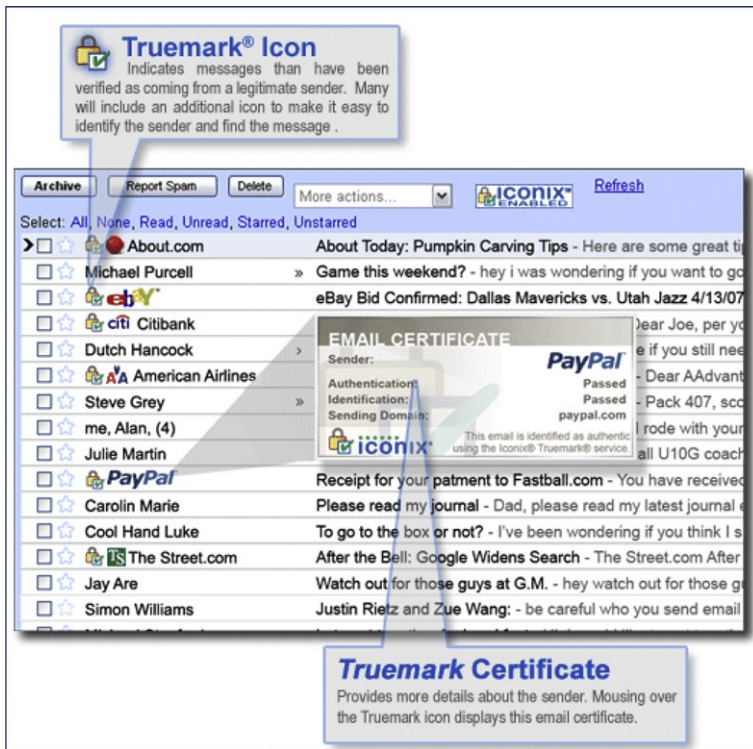 Truemark® Icon
Indicates messages than have been
verified as coming from a legitimate sender. Many
will include an additional icon to make it easy to
identify the sender and find the message .
Archive Report Spam Delete More actions... ICONIX ENABLED Refresh
Select: All, None, Read, Unread, Starred, Unstarred
About.com About Today: Pumpkin Carving Tips - Here are some great
Michael Purcell » Game this weekend? - hey i was wondering if you want to go
ebY eBay Bid Confirmed: Dallas Mavericks vs. Utah Jazz 4/13/07
citi Citibank Dear Joe, per
Dutch Hancock › e if you still
AA American Airlines - Dear
Steve Grey » - Pack 407,
me, Alan, (4) rode with your
Julie Martin all U10G coach
PayPal Receipt for your patment to Fastball.com - You have received
Carolin Marie Please read my journal - Dad, please read my latest journal
Cool Hand Luke To go to the box or not? - I've been wondering if you think I
TS The Street.com After the Bell: Google Widens Search - The Street.com After
Jay Are Watch out for those guys at G.M. - hey watch out for those
Simon Williams Justin Rietz and Zue Wang: - be careful who you send email
EMAIL CERTIFICATE
Sender: PayPal
Authentication: Passed
Identification: Passed
Sending Domain: paypal.com
iconix
This email is identified as authentic
using the Iconix® Truemark® service.
Truemark Certificate
Provides more details about the sender. Mousing over
the Truemark icon displays this email certificate.